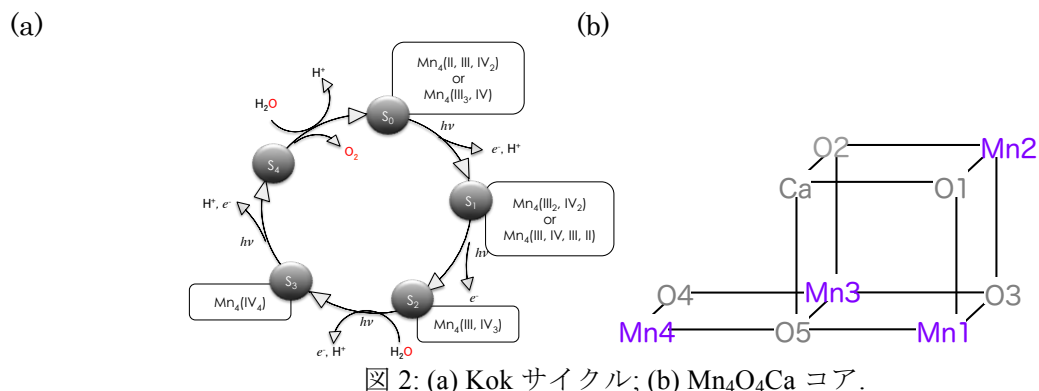 (a)
Mn₄(II, III, IV₂)
or
Mn₄(III₃, IV)
H⁺
H₂O
S₀
hν
e⁻, H⁺
O₂
S₄
S₁
Mn₄(III₂, IV₂)
or
Mn₄(III, IV, III, II)
H⁺, e⁻
hν
hν
S₃
e⁻
Mn₄(IV₄)
S₂
hν
Mn₄(III, IV₃)
e⁻, H⁺
H₂O
(b)
O2
Mn2
Ca
O1
O4
Mn3
O3
Mn4
O5
Mn1
図 2: (a) Kok サイクル; (b) Mn₄O₄Ca コア.